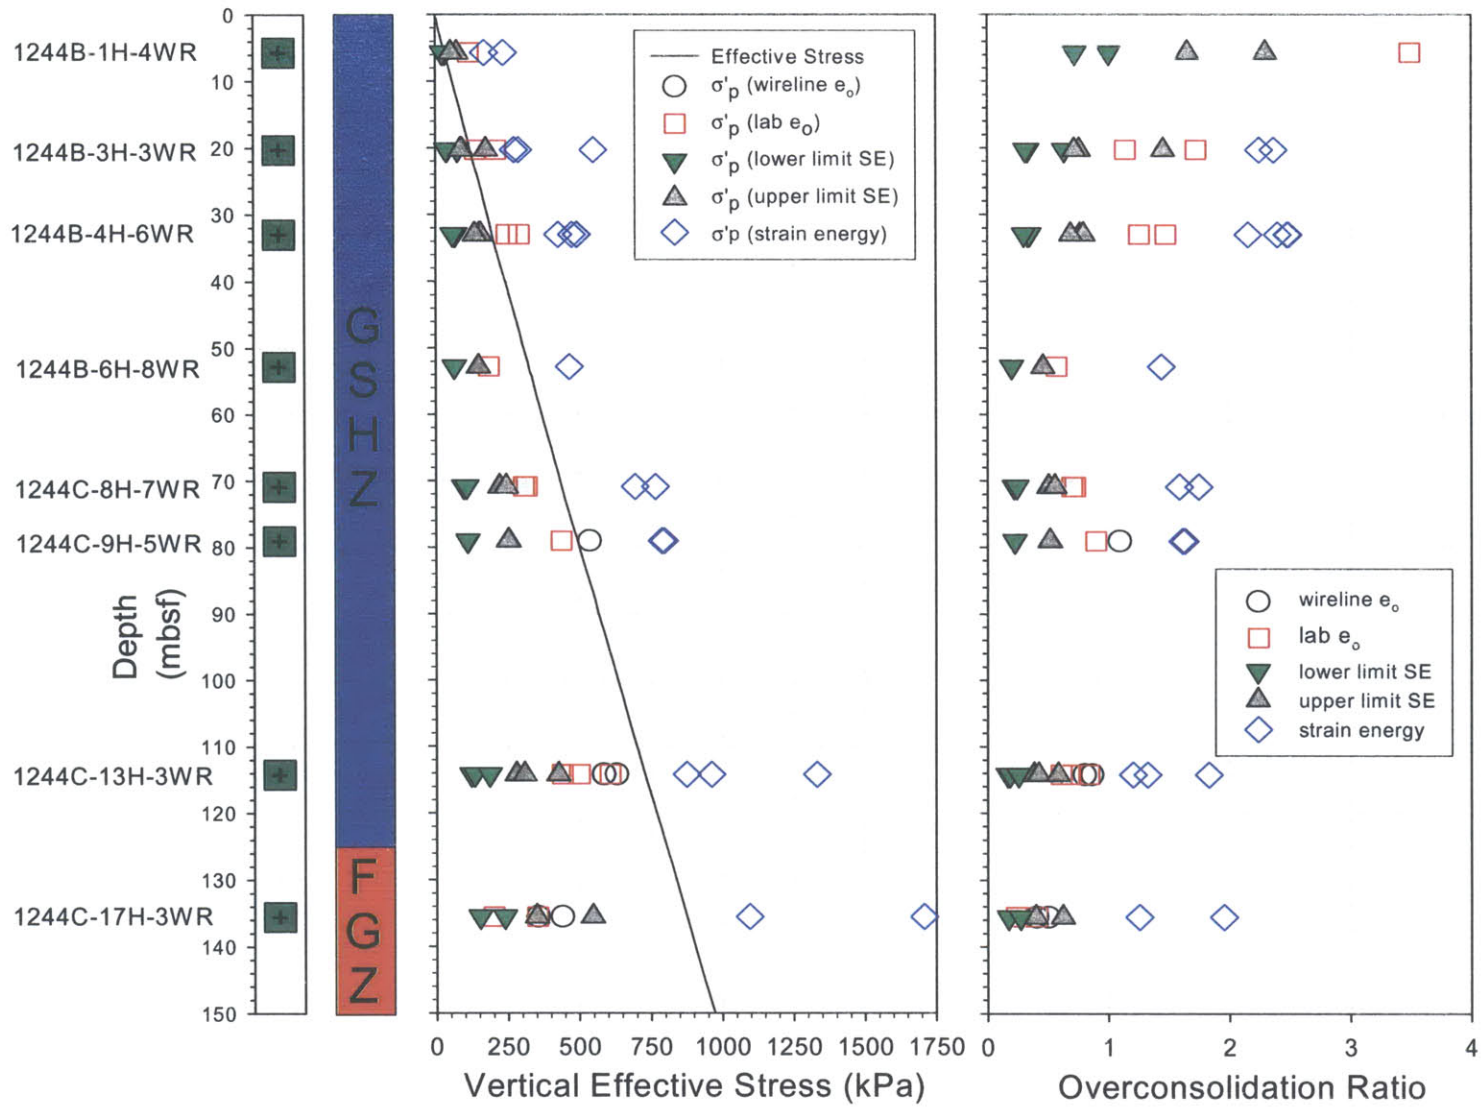 0
10
20
30
40
50
60
70
80
90
100
110
120
130
140
150
1244B-1H-4WR
1244B-3H-3WR
1244B-4H-6WR
1244B-6H-8WR
1244C-8H-7WR
1244C-9H-5WR
1244C-13H-3WR
1244C-17H-3WR
Depth
(mbsf)
G
S
H
Z
F
G
Z
Effective Stress
σ'p (wireline eo)
σ'p (lab eo)
σ'p (lower limit SE)
σ'p (upper limit SE)
σ'p (strain energy)
0 250 500 750 1000 1250 1500 1750
Vertical Effective Stress (kPa)
wireline eo
lab eo
lower limit SE
upper limit SE
strain energy
0 1 2 3 4
Overconsolidation Ratio